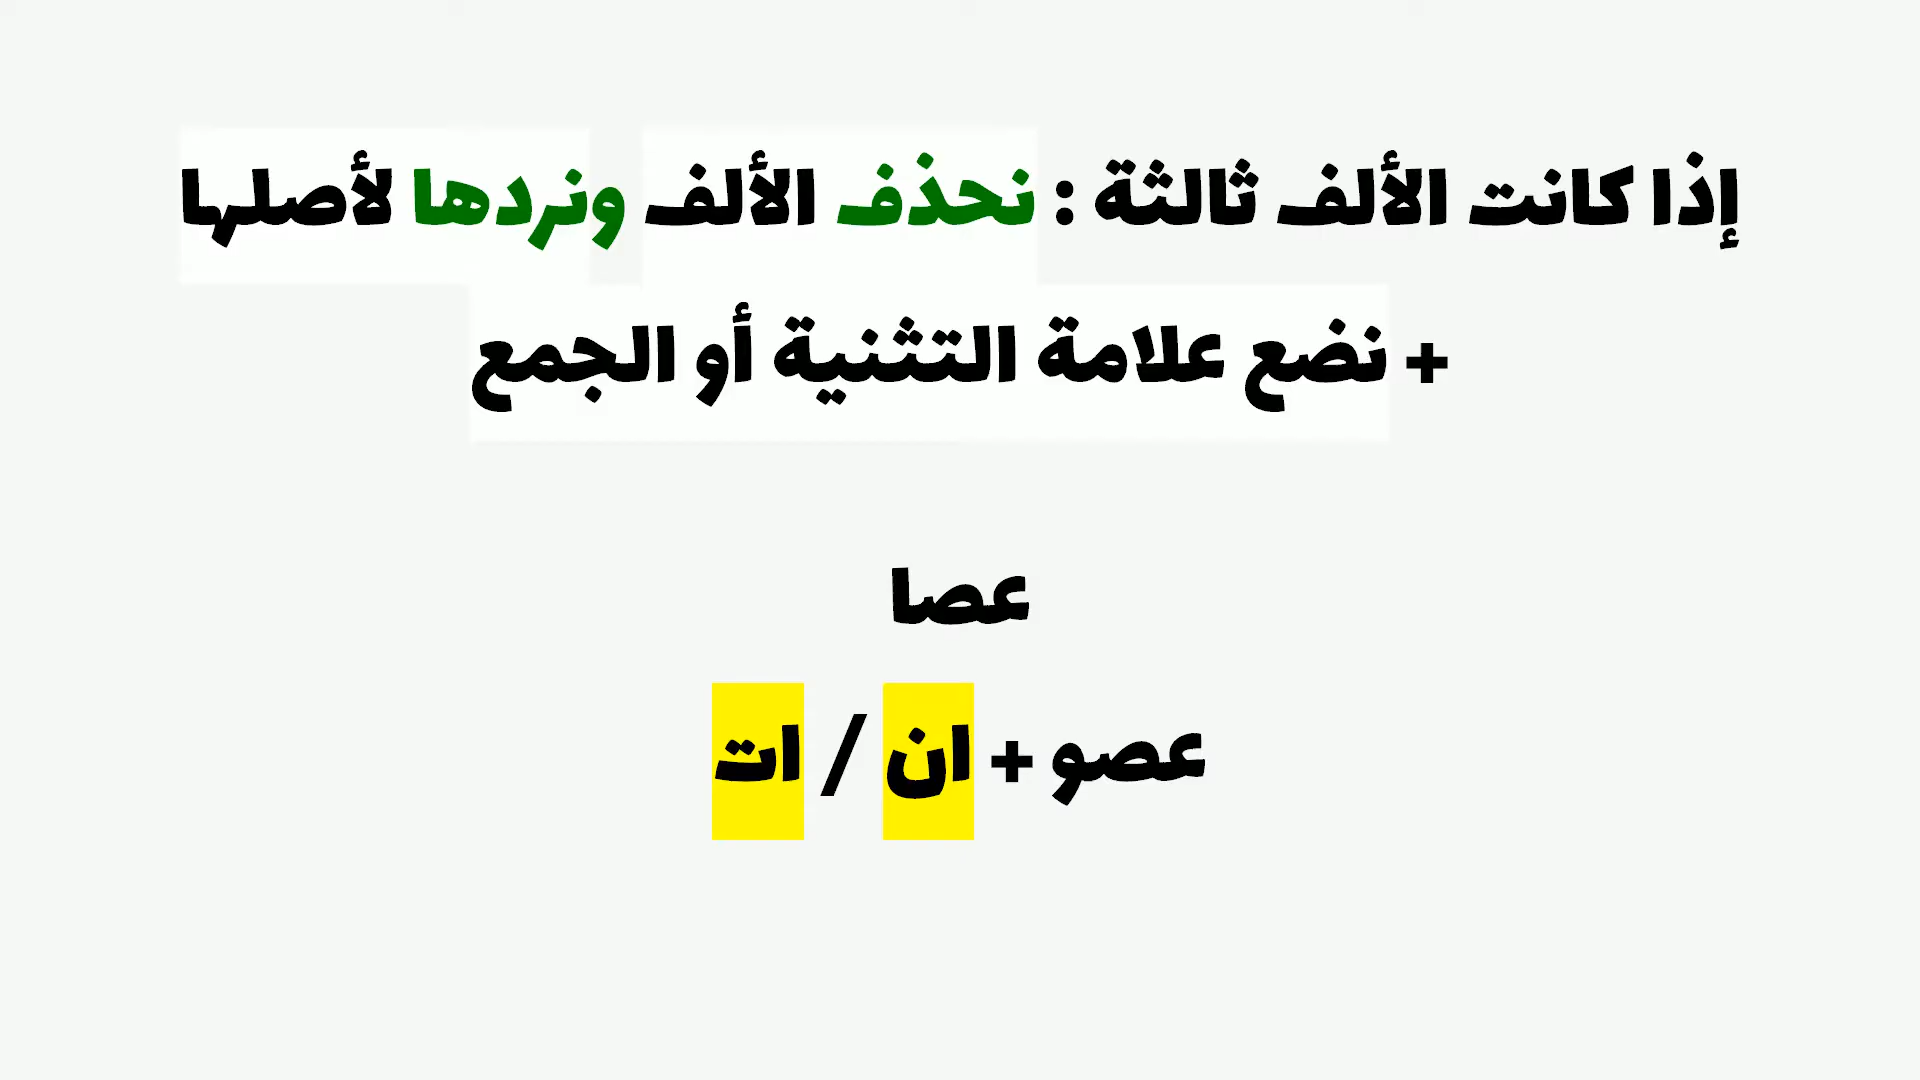 إذا كانت الألف ثالثة : نحذف الألف ونردها لأصلها
+ نضع علامة التثنية أو الجمع
عصا
عصو + ان / ات